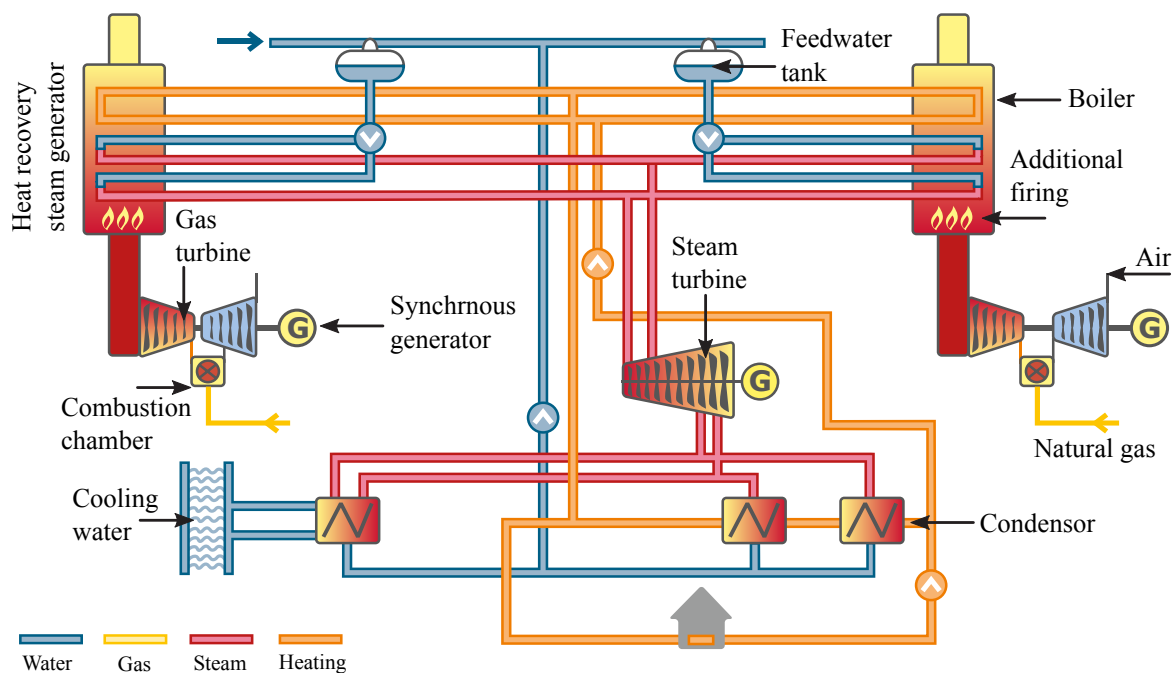 Feedwater
tank
Boiler
Heat recovery
steam generator
Additional
firing
Gas
turbine
Steam
turbine
Air
Synchrnous
generator
G
G
G
Combustion
chamber
Natural gas
Cooling
water
Condensor
Water
Gas
Steam
Heating